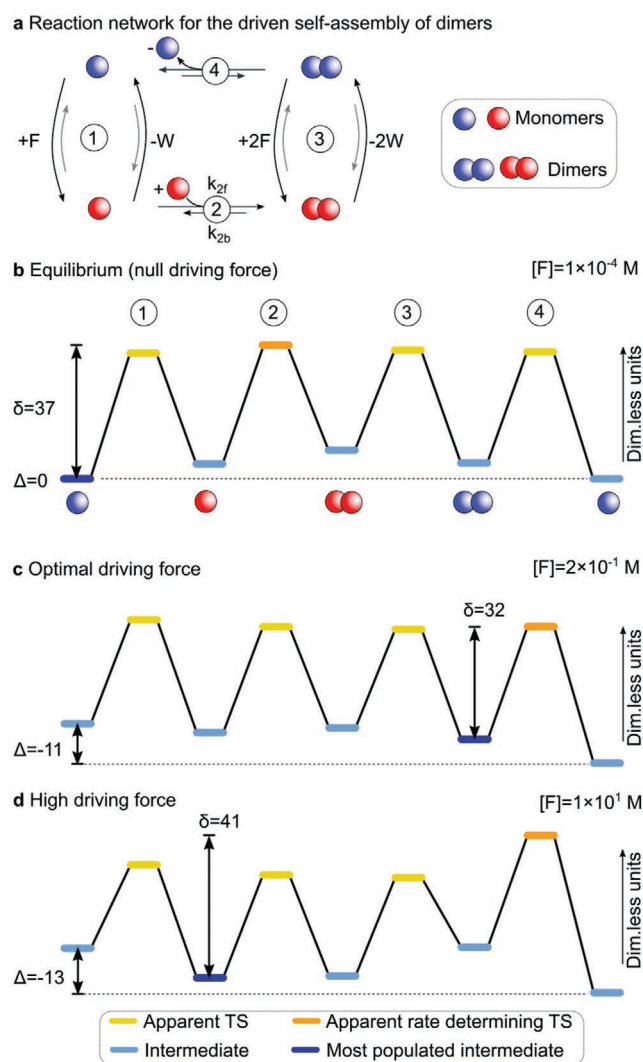 a Reaction network for the driven self-assembly of dimers
-
4
+F
1
-W
+2F
3
-2W
Monomers
Dimers
+
k2f
2
k2b
b Equilibrium (null driving force)
[F]=1×10-4 M
1
2
3
4
δ=37
Δ=0
Dim.less units
c Optimal driving force
[F]=2×10-1 M
δ=32
Δ=-11
Dim.less units
d High driving force
[F]=1×101 M
δ=41
Δ=-13
Dim.less units
Apparent TS
Apparent rate determining TS
Intermediate
Most populated intermediate